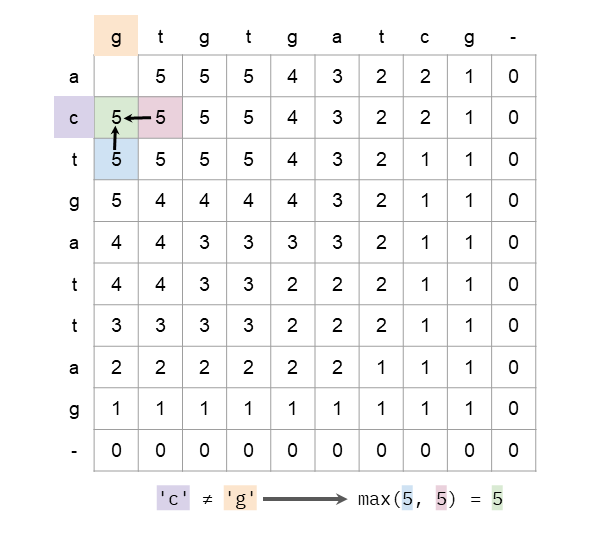 g t g t g a t c g -
a 5 5 5 4 3 2 2 1 0
c 5 5 5 5 4 3 2 2 1 0
t 5 5 5 5 4 3 2 1 1 0
g 5 4 4 4 4 3 2 1 1 0
a 4 4 3 3 3 3 2 1 1 0
t 4 4 3 3 2 2 2 1 1 0
t 3 3 3 3 2 2 2 1 1 0
a 2 2 2 2 2 2 1 1 1 0
g 1 1 1 1 1 1 1 1 1 0
- 0 0 0 0 0 0 0 0 0 0
'c' ≠ 'g' max(5, 5) = 5